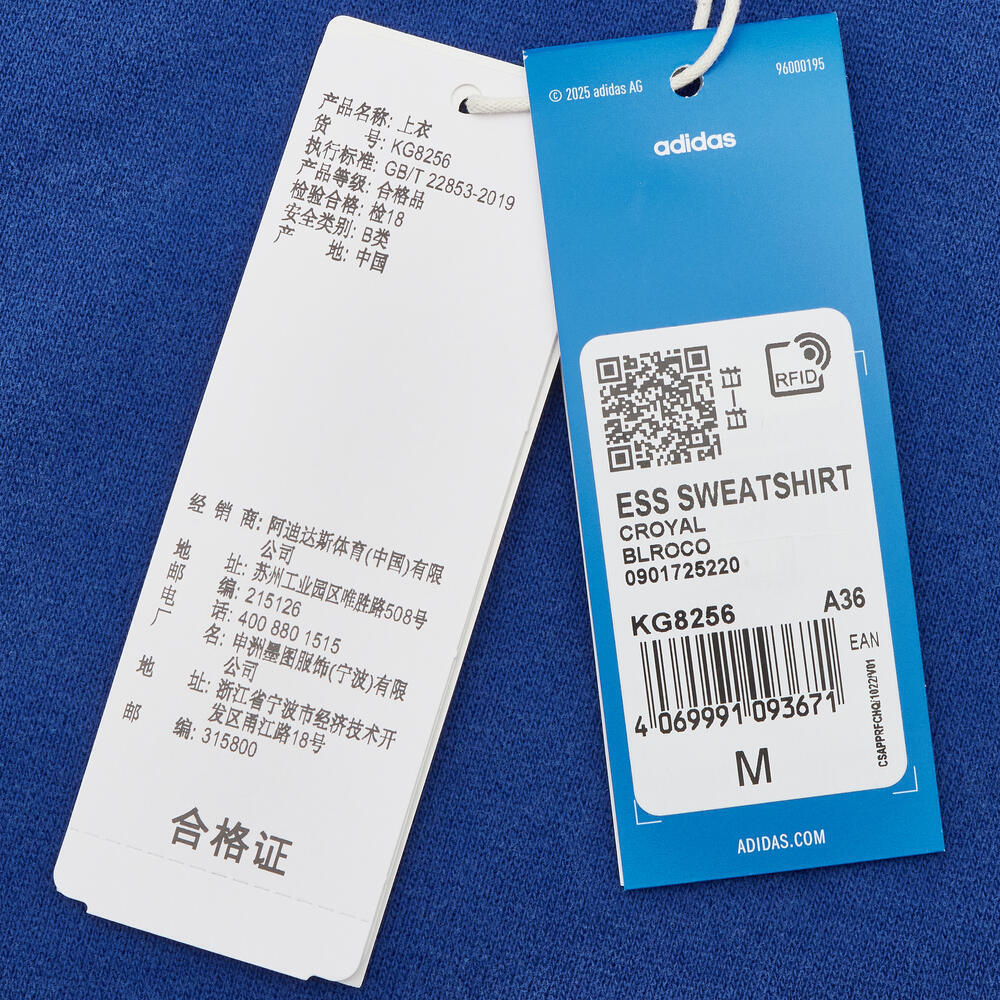 产品名称: 上衣
货 号: KG8256
执行标准: GB/T 22853-2019
产品等级: 合格品
检验合格: 检18
安全类别: B类
产 地: 中国
经 销 商: 阿迪达斯体育(中国)有限
公司
地 址: 苏州工业园区唯胜路508号
邮 编: 215126
电 话: 400 880 1515
厂 名: 申洲墨图服饰(宁波)有限
公司
地 址: 浙江省宁波市经济技术开
发区甬江路18号
邮 编: 315800
合格证
© 2025 adidas AG
96000195
adidas
RFID
ESS SWEATSHIRT
CROYAL
BLROCO
0901725220
KG8256 A36
EAN
4 069991 093671
CSAPPRFCHQ/1022/V01
M
ADIDAS.COM